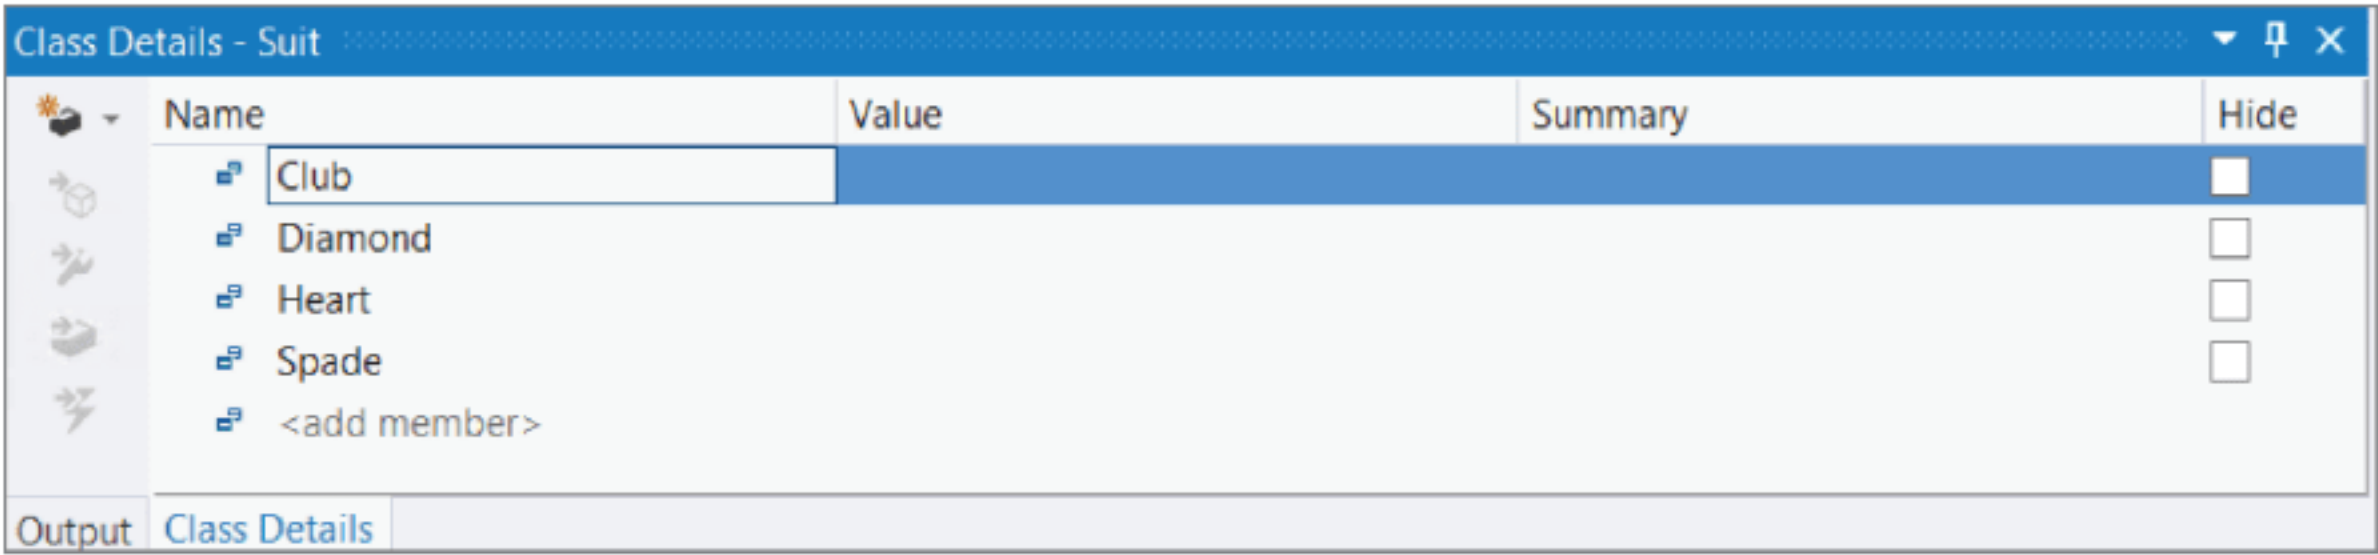 Class Details - Suit
Name Value Summary Hide
Club
Diamond
Heart
Spade
<add member>
Output Class Details